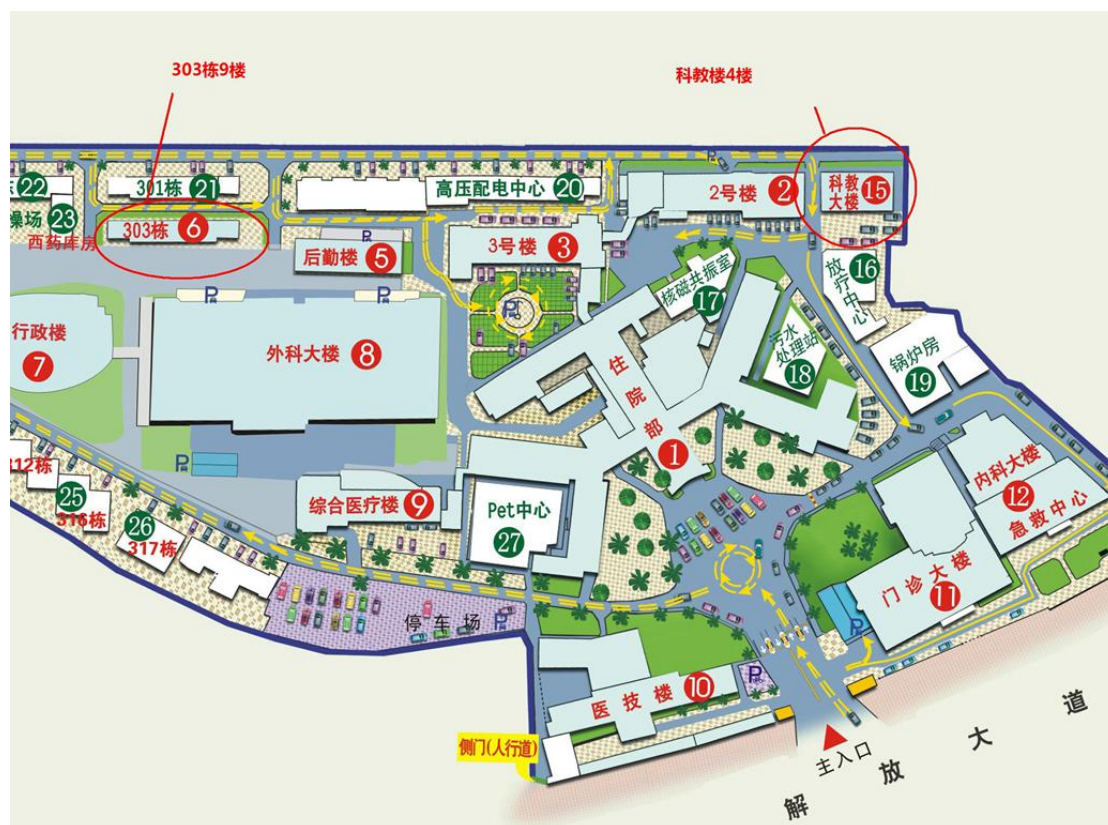 303栋9楼
科教楼4楼
22
301栋 21
高压配电中心 20
2号楼 2
科教大楼 15
操场 23
303栋 6
西药库房
后勤楼 5
3号楼 3
放疗中心 16
核磁共振室 17
污水处理站 18
锅炉房 19
行政楼 7
外科大楼 8
住院部 1
312栋
25
316栋
26
317栋
综合医疗楼 9
Pet中心 27
内科大楼 12
急救中心
门诊大楼 11
停车场
医技楼 10
侧门(人行道)
主入口
解放大道
P
P
P
P
P
P
P
P